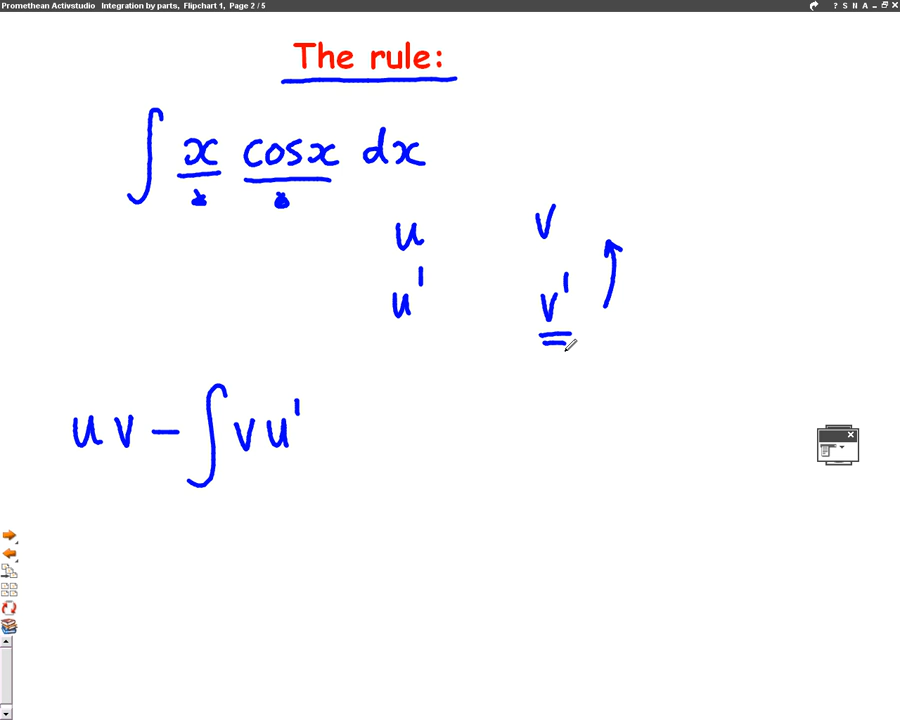 Promethean Activstudio Integration by parts, Flipchart 1, Page 2 / 5
? S N A
The rule:
∫ x cosx dx
u v
u' v'
uv - ∫ vu'